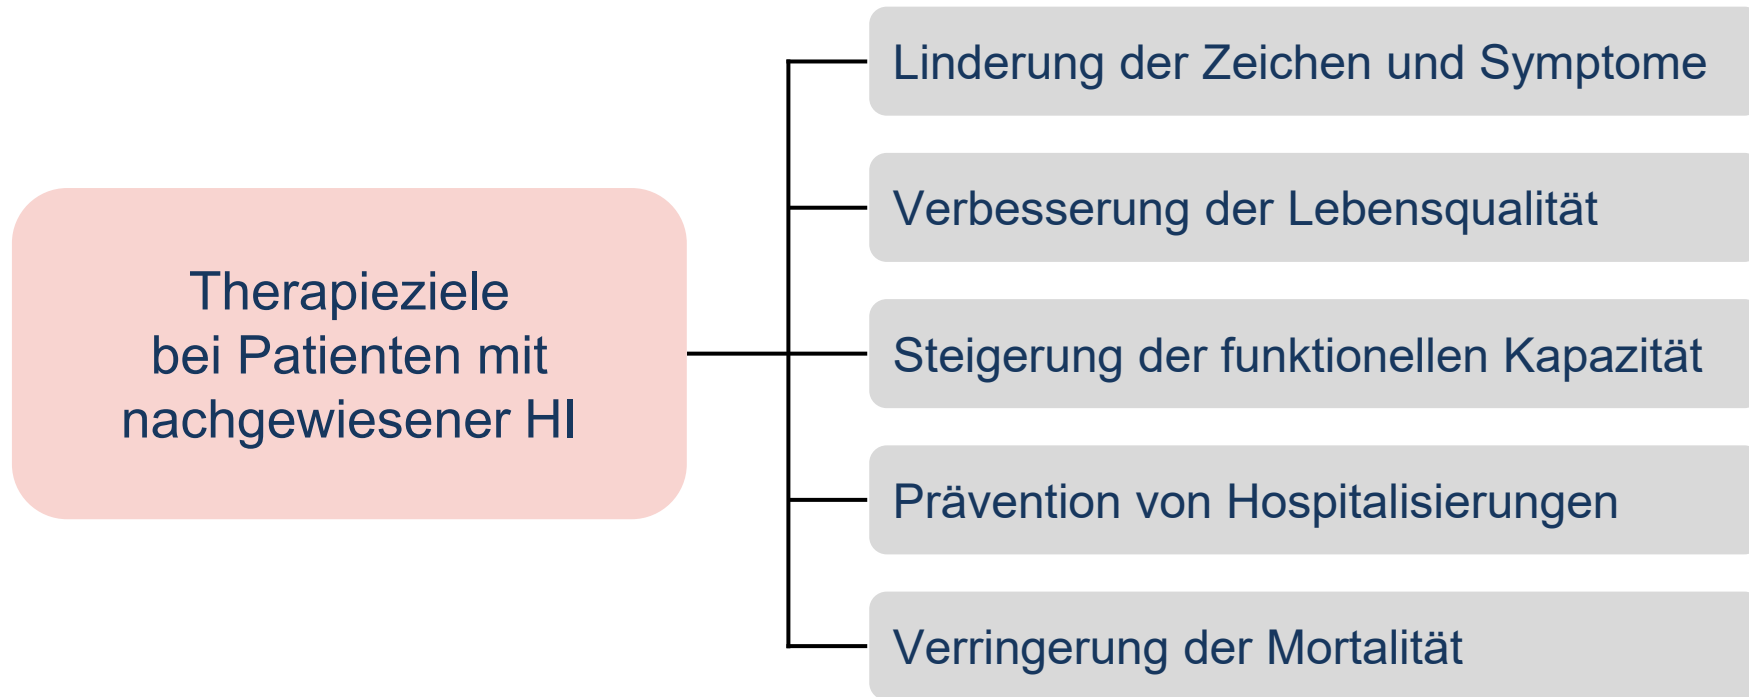 Therapieziele
bei Patienten mit
nachgewiesener HI
Linderung der Zeichen und Symptome
Verbesserung der Lebensqualität
Steigerung der funktionellen Kapazität
Prävention von Hospitalisierungen
Verringerung der Mortalität